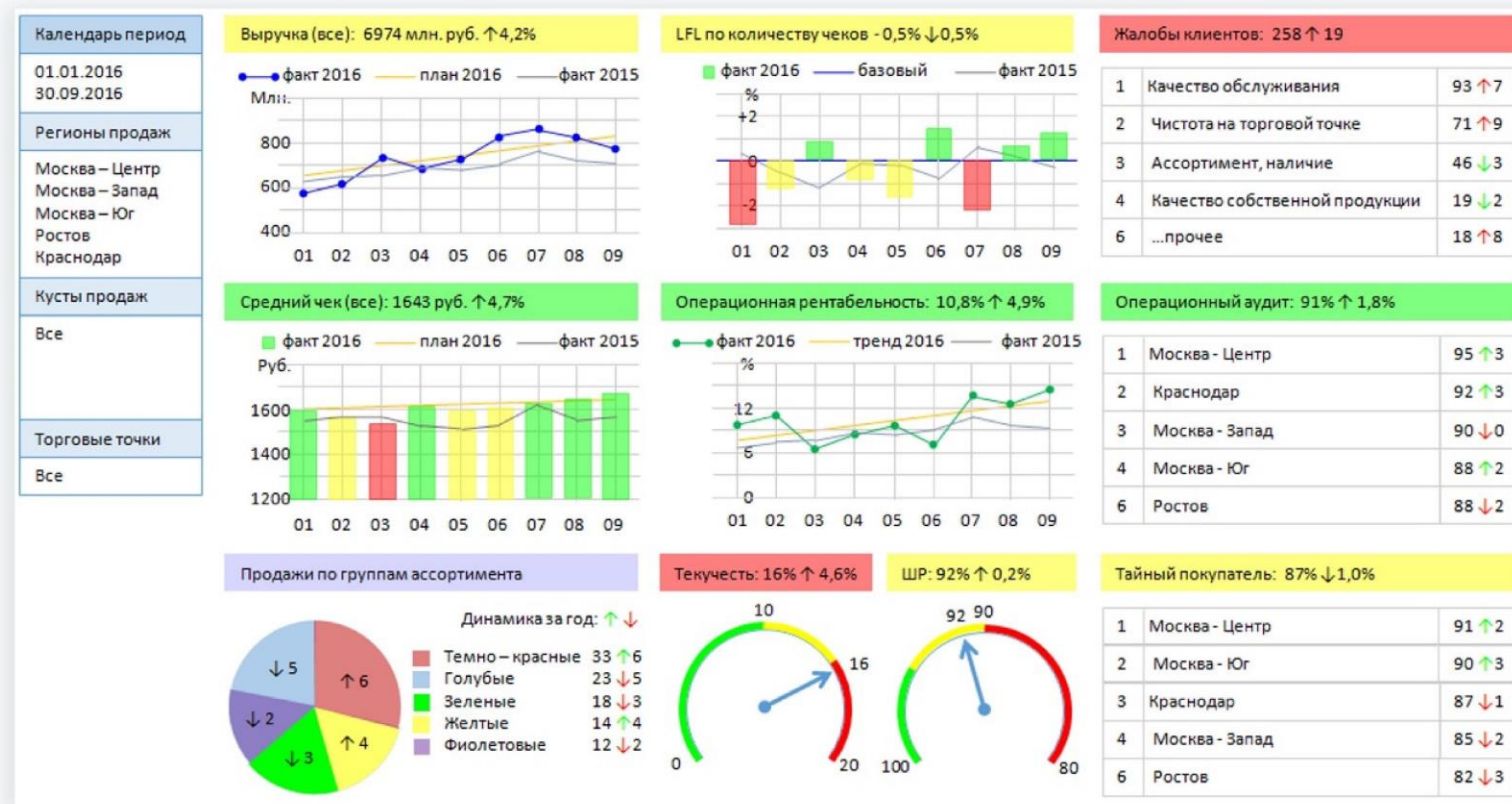 Календарь период
01.01.2016
30.09.2016
Регионы продаж
Москва – Центр
Москва – Запад
Москва – Юг
Ростов
Краснодар
Кусты продаж
Все
Торговые точки
Все
Выручка (все): 6974 млн. руб. ↑4,2%
факт 2016 план 2016 факт 2015
Млн.
800
600
400
01 02 03 04 05 06 07 08 09
LFL по количеству чеков - 0,5% ↓0,5%
факт 2016 базовый факт 2015
%
+2
0
-2
01 02 03 04 05 06 07 08 09
Жалобы клиентов: 258 ↑ 19
1 Качество обслуживания 93 ↑7
2 Чистота на торговой точке 71 ↑9
3 Ассортимент, наличие 46 ↓3
4 Качество собственной продукции 19 ↓2
6 ...прочее 18 ↑8
Средний чек (все): 1643 руб. ↑4,7%
факт 2016 план 2016 факт 2015
Руб.
1600
1400
1200
01 02 03 04 05 06 07 08 09
Операционная рентабельность: 10,8% ↑ 4,9%
факт 2016 тренд 2016 факт 2015
%
12
6
0
01 02 03 04 05 06 07 08 09
Операционный аудит: 91% ↑ 1,8%
1 Москва - Центр 95 ↑3
2 Краснодар 92 ↑3
3 Москва - Запад 90 ↓0
4 Москва - Юг 88 ↑2
6 Ростов 88 ↓2
Продажи по группам ассортимента
Динамика за год: ↑ ↓
↓ 5
↑ 6
↓ 2
↑ 4
↓ 3
Темно – красные 33 ↑6
Голубые 23 ↓5
Зеленые 18 ↓3
Желтые 14 ↑4
Фиолетовые 12 ↓2
Текучесть: 16% ↑ 4,6%
10
16
0
20
ШР: 92% ↑ 0,2%
92 90
100
80
Тайный покупатель: 87% ↓1,0%
1 Москва - Центр 91 ↑2
2 Москва - Юг 90 ↑3
3 Краснодар 87 ↓1
4 Москва - Запад 85 ↓2
6 Ростов 82 ↓3